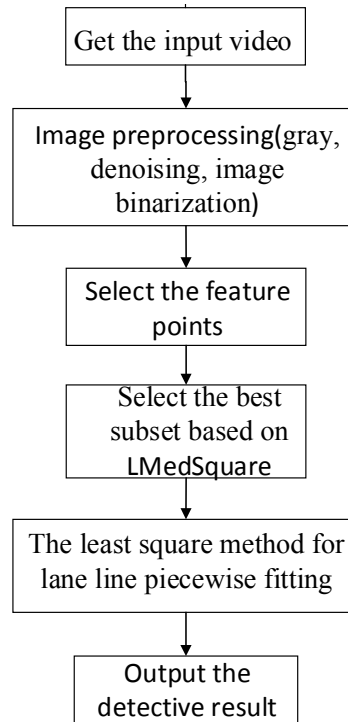 Get the input video
Image preprocessing(gray,
denoising, image
binarization)
Select the feature
points
Select the best
subset based on
LMedSquare
The least square method for
lane line piecewise fitting
Output the
detective result